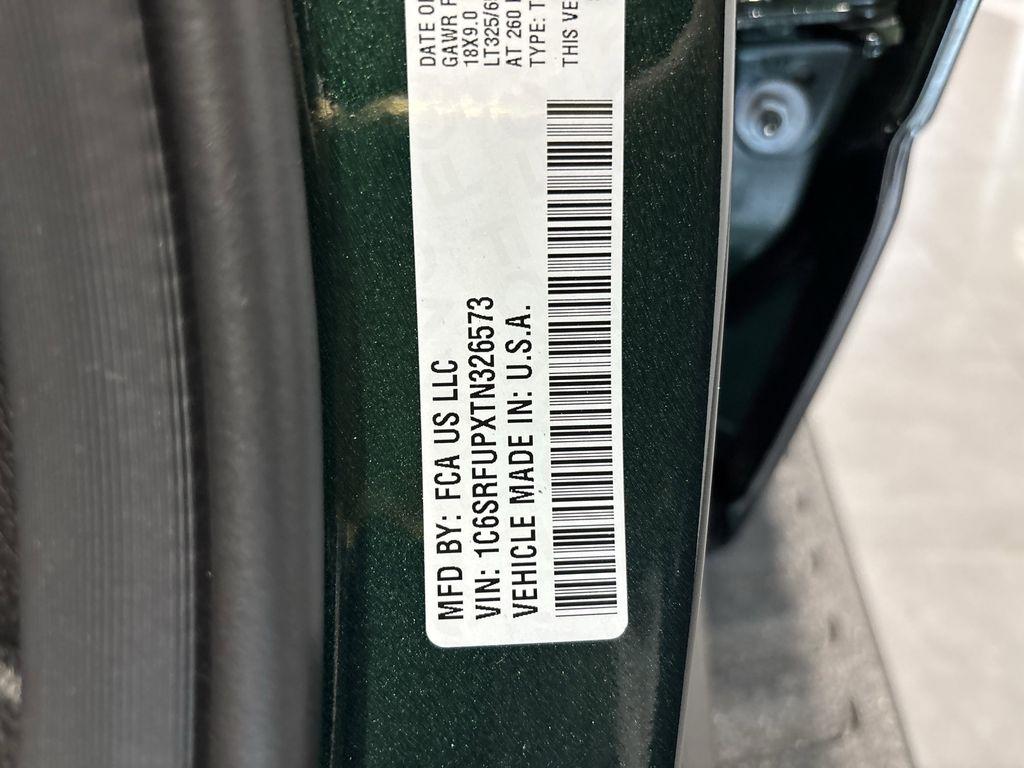 MFD BY: FCA US LLC
VIN: 1C6SRFUPXTN326573
VEHICLE MADE IN: U.S.A.
DATE OF
GAWR F
18X9.0
LT325/6
AT 260
TYPE: T
THIS VE